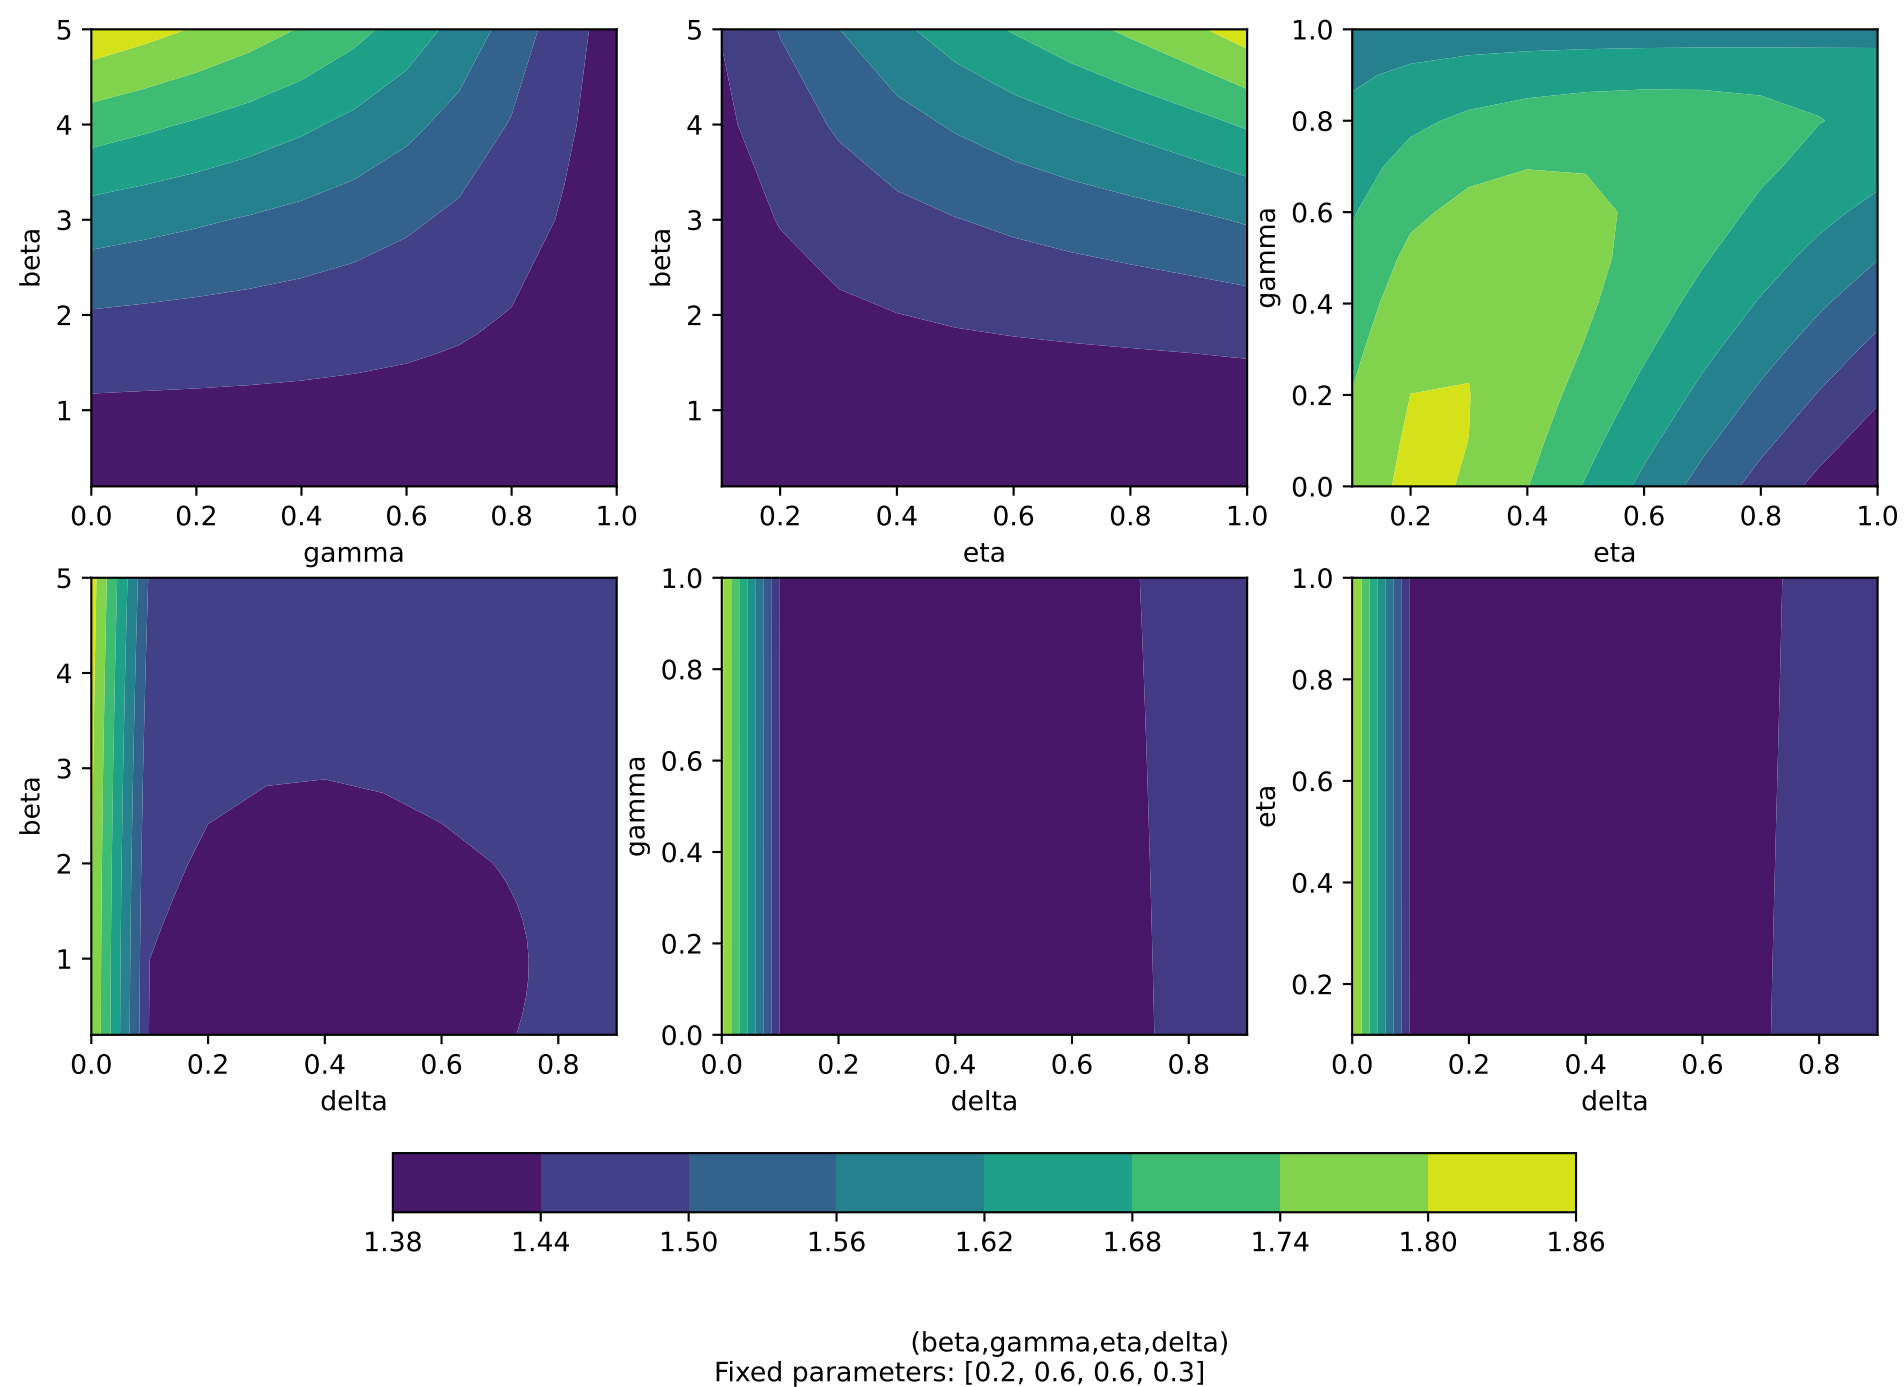 5
4
3
2
1
beta
0.0 0.2 0.4 0.6 0.8 1.0
gamma
5
4
3
2
1
beta
0.2 0.4 0.6 0.8 1.0
eta
1.0
0.8
0.6
0.4
0.2
0.0
gamma
0.2 0.4 0.6 0.8 1.0
eta
5
4
3
2
1
beta
0.0 0.2 0.4 0.6 0.8
delta
1.0
0.8
0.6
0.4
0.2
0.0
gamma
0.0 0.2 0.4 0.6 0.8
delta
1.0
0.8
0.6
0.4
0.2
eta
0.0 0.2 0.4 0.6 0.8
delta
1.38 1.44 1.50 1.56 1.62 1.68 1.74 1.80 1.86
(beta,gamma,eta,delta)
Fixed parameters: [0.2, 0.6, 0.6, 0.3]